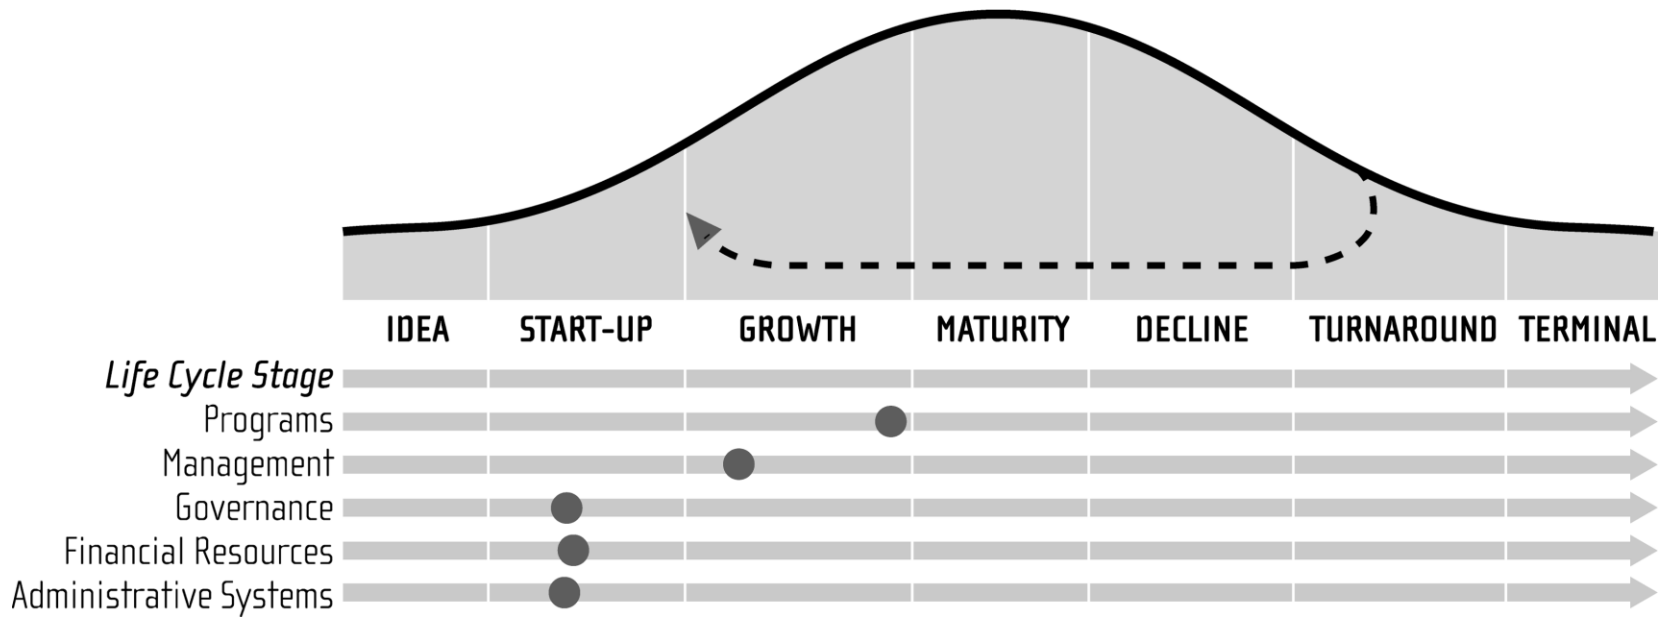 IDEA START-UP GROWTH MATURITY DECLINE TURNAROUND TERMINAL
Life Cycle Stage
Programs
Management
Governance
Financial Resources
Administrative Systems